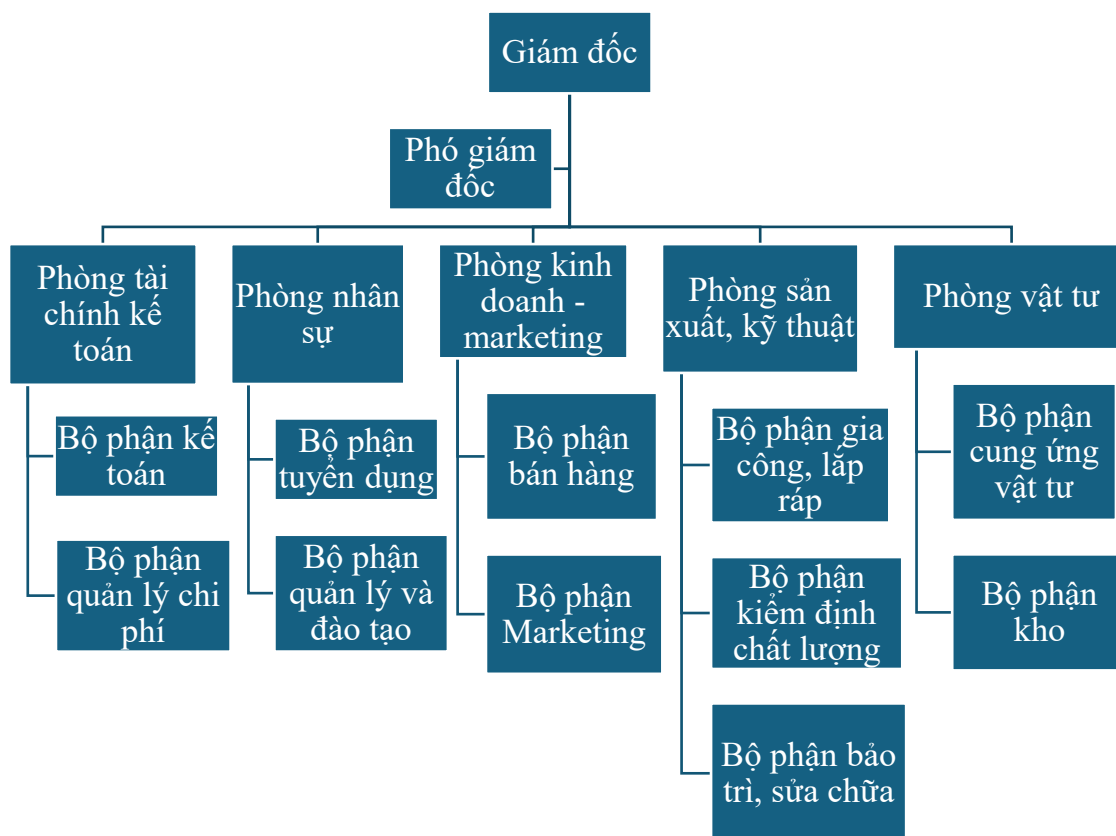 Giám đốc
Phó giám
đốc
Phòng tài
chính kế
toán
Phòng nhân
sự
Phòng kinh
doanh -
marketing
Phòng sản
xuất, kỹ thuật
Phòng vật tư
Bộ phận kế
toán
Bộ phận
quản lý chi
phí
Bộ phận
tuyển dụng
Bộ phận
quản lý và
đào tạo
Bộ phận
bán hàng
Bộ phận
Marketing
Bộ phận gia
công, lắp
ráp
Bộ phận
kiểm định
chất lượng
Bộ phận bảo
trì, sửa chữa
Bộ phận
cung ứng
vật tư
Bộ phận
kho